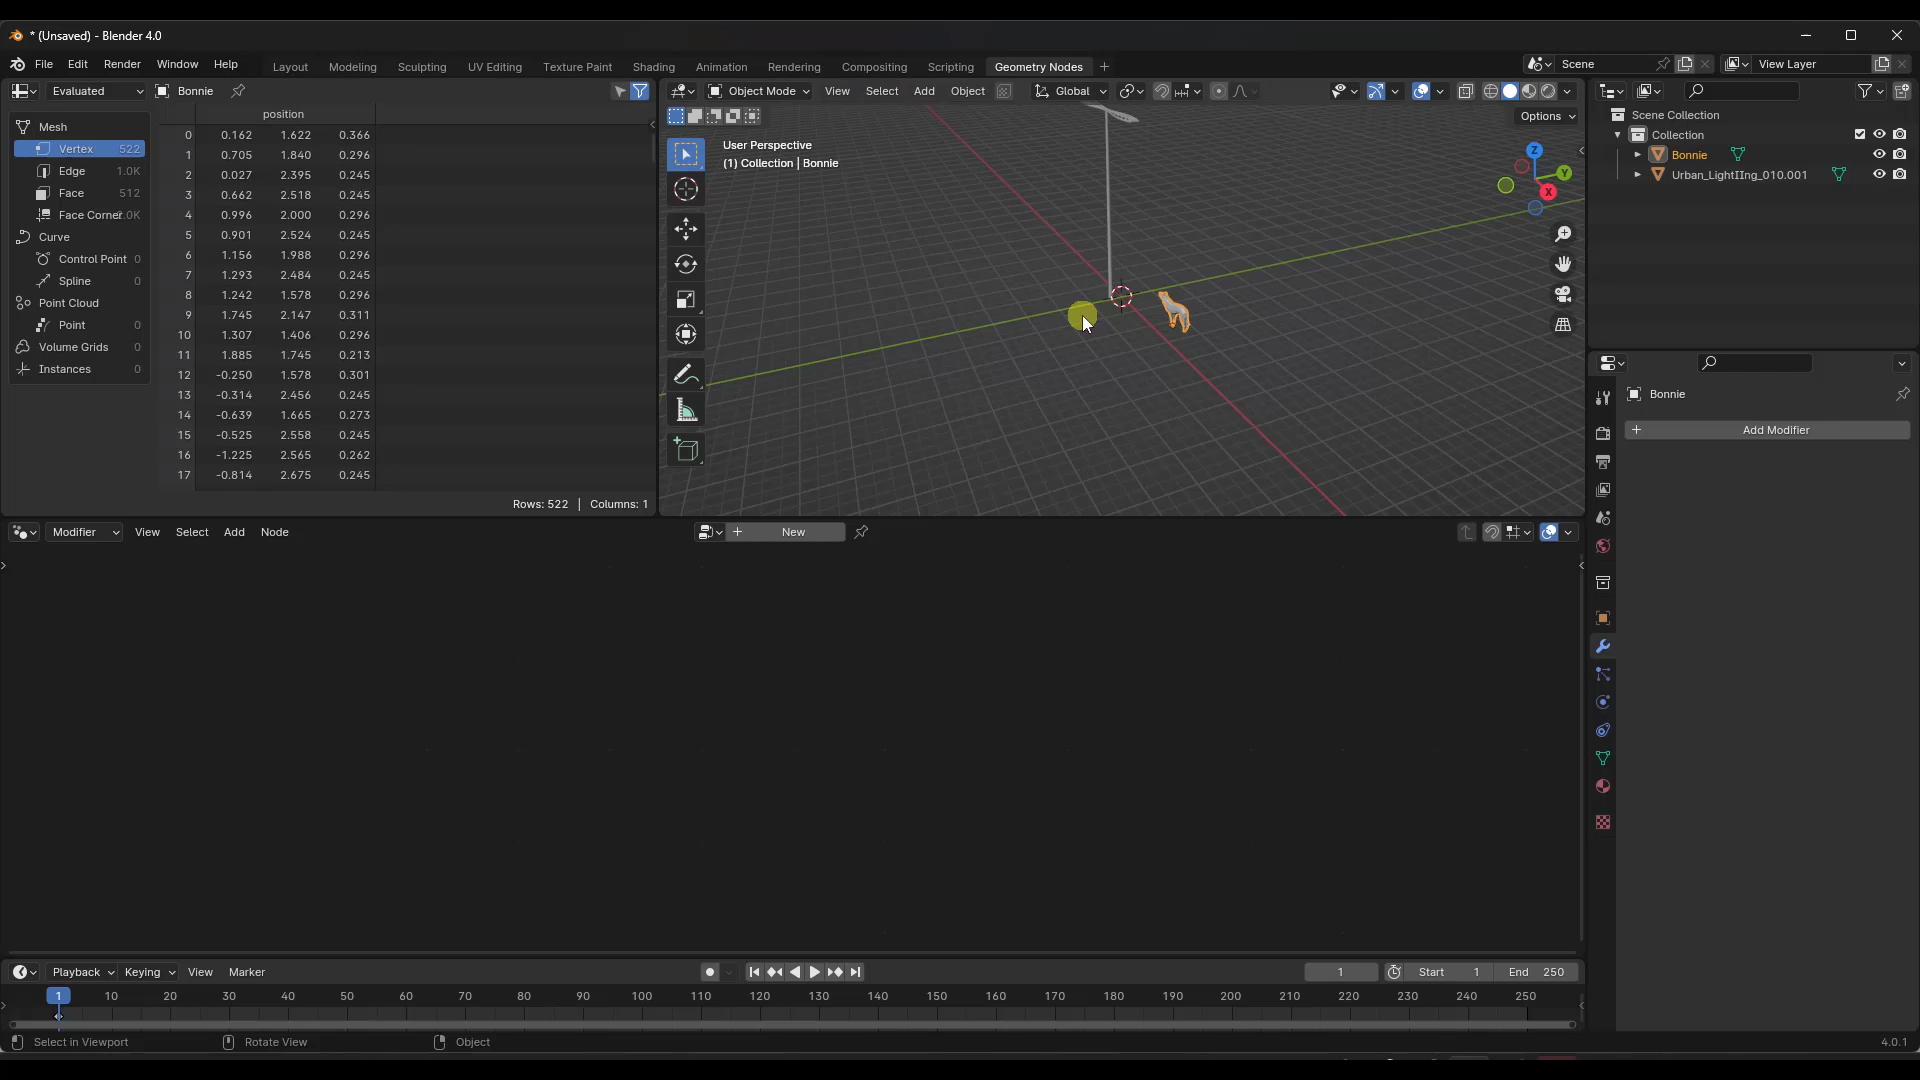 * (Unsaved) - Blender 4.0
File Edit Render Window Help Layout Modeling Sculpting UV Editing Texture Paint Shading Animation Rendering Compositing Scripting Geometry Nodes + Scene View Layer
Evaluated Bonnie
Object Mode View Select Add Object Global
Options
position
Mesh
Vertex 522
Edge 1.0K
Face 512
Face Corner 2.0K
Curve
Control Point 0
Spline 0
Point Cloud
Point 0
Volume Grids 0
Instances 0
0 0.162 1.622 0.366
1 0.705 1.840 0.296
2 0.027 2.395 0.245
3 0.662 2.518 0.245
4 0.996 2.000 0.296
5 0.901 2.524 0.245
6 1.156 1.988 0.296
7 1.293 2.484 0.245
8 1.242 1.578 0.296
9 1.745 2.147 0.311
10 1.307 1.406 0.296
11 1.885 1.745 0.213
12 -0.250 1.578 0.301
13 -0.314 2.456 0.245
14 -0.639 1.665 0.273
15 -0.525 2.558 0.245
16 -1.225 2.565 0.262
17 -0.814 2.675 0.245
Rows: 522 | Columns: 1
User Perspective
(1) Collection | Bonnie
Z
Y
X
Scene Collection
Collection
Bonnie
Urban_LightIIng_010.001
Bonnie
+ Add Modifier
Modifier View Select Add Node
+ New
Playback Keying View Marker
1 Start 1 End 250
1 10 20 30 40 50 60 70 80 90 100 110 120 130 140 150 160 170 180 190 200 210 220 230 240 250
Select in Viewport Rotate View Object 4.0.1